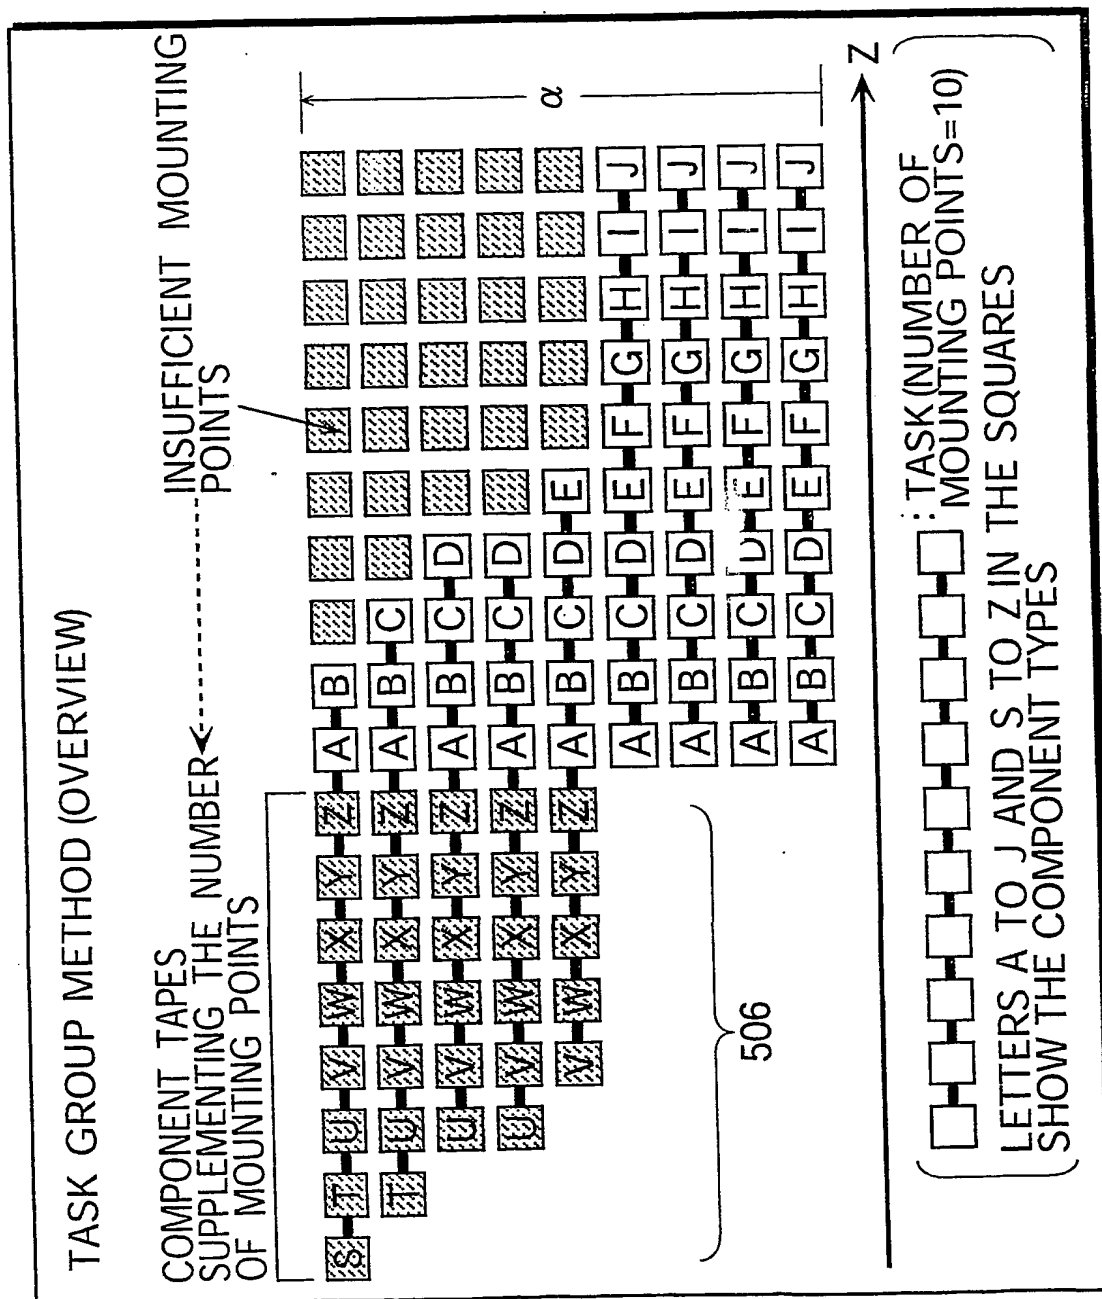 TASK GROUP METHOD (OVERVIEW)
COMPONENT TAPES
SUPPLEMENTING THE NUMBER
OF MOUNTING POINTS
INSUFFICIENT MOUNTING
POINTS
S T U V W X Y Z A B
T U V W X Y Z A B C
U V W X Y Z A B C D
U V W X Y Z A B C D
V W X Y Z A B C D E
A B C D E F G H I J
A B C D E F G H I J
A B C D E F G H I J
A B C D E F G H I J
α
506
Z
: TASK (NUMBER OF
MOUNTING POINTS=10)
LETTERS A TO J AND S TO Z IN THE SQUARES
SHOW THE COMPONENT TYPES